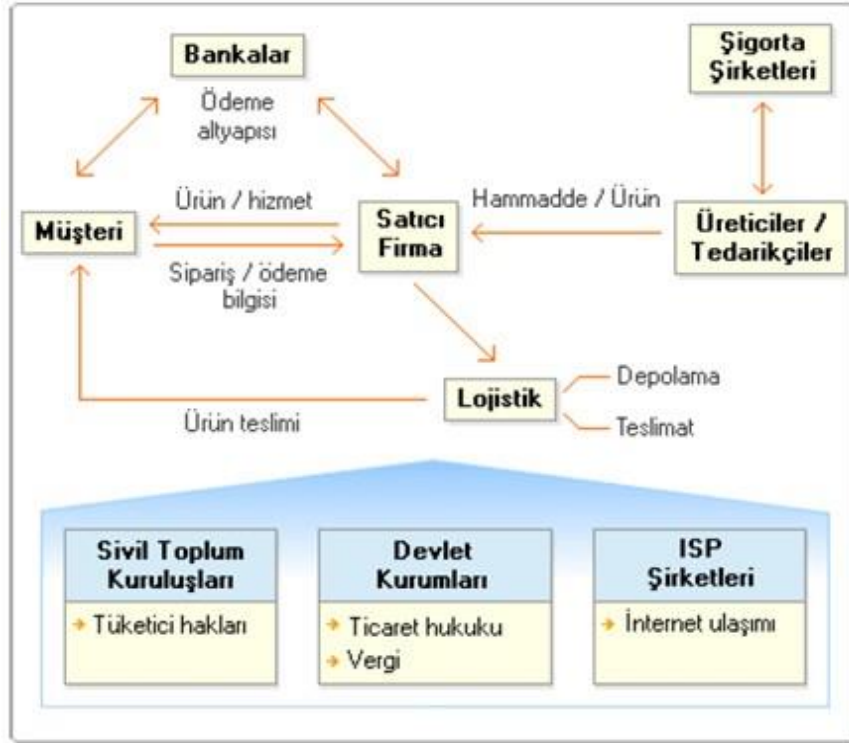 Bankalar
Şigorta
Şirketleri
Ödeme
altyapısı
Ürün / hizmet
Hammadde / Ürün
Müşteri
Satıcı
Firma
Üreticiler /
Tedarikçiler
Sipariş / ödeme
bilgisi
Lojistik
Depolama
Teslimat
Ürün teslimi
Sivil Toplum
Kuruluşları
Tüketici hakları
Devlet
Kurumları
Ticaret hukuku
Vergi
ISP
Şirketleri
İnternet ulaşımı